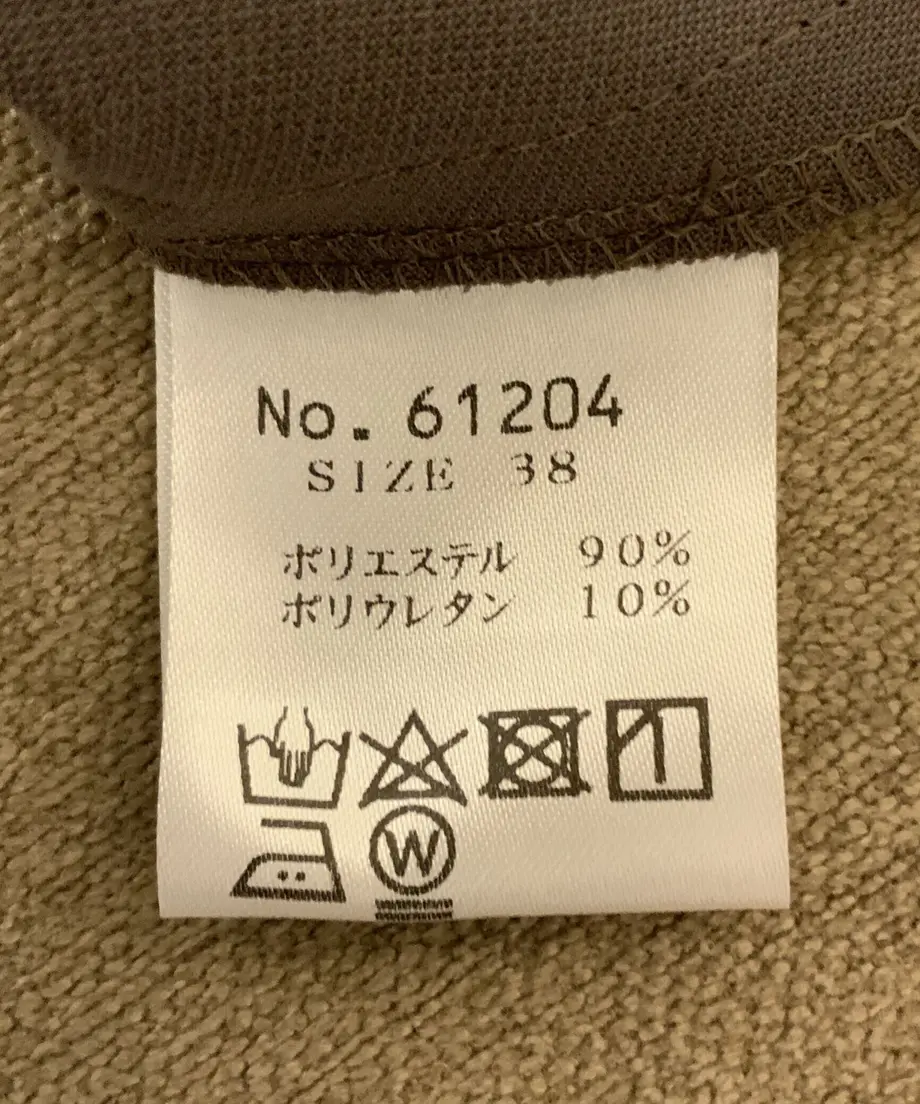 No. 61204
SIZE 38
ポリエステル 90%
ポリウレタン 10%
W